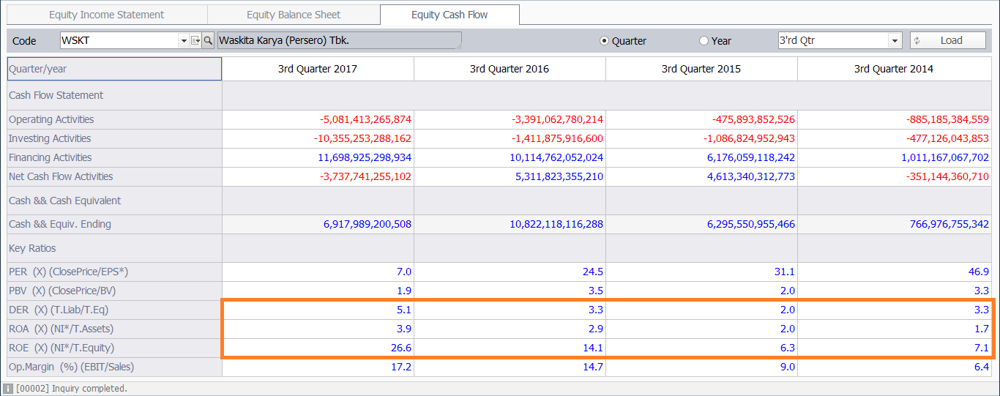 Equity Income Statement Equity Balance Sheet Equity Cash Flow
Code WSKT Waskita Karya (Persero) Tbk. Quarter Year 3'rd Qtr Load
Quarter/year 3rd Quarter 2017 3rd Quarter 2016 3rd Quarter 2015 3rd Quarter 2014
Cash Flow Statement
Operating Activities -5,081,413,265,874 -3,391,062,780,214 -475,893,852,526 -885,185,384,559
Investing Activities -10,355,253,288,162 -1,411,875,916,600 -1,086,824,952,943 -477,126,043,853
Financing Activities 11,698,925,298,934 10,114,762,052,024 6,176,059,118,242 1,011,167,067,702
Net Cash Flow Activities -3,737,741,255,102 5,311,823,355,210 4,613,340,312,773 -351,144,360,710
Cash && Cash Equivalent
Cash && Equiv. Ending 6,917,989,200,508 10,822,118,116,288 6,295,550,955,466 766,976,755,342
Key Ratios
PER (X) (ClosePrice/EPS*) 7.0 24.5 31.1 46.9
PBV (X) (ClosePrice/BV) 1.9 3.5 2.0 3.3
DER (X) (T.Liab/T.Eq) 5.1 3.3 2.0 3.3
ROA (X) (NI*/T.Assets) 3.9 2.9 2.0 1.7
ROE (X) (NI*/T.Equity) 26.6 14.1 6.3 7.1
Op.Margin (%) (EBIT/Sales) 17.2 14.7 9.0 6.4
[00002] Inquiry completed.